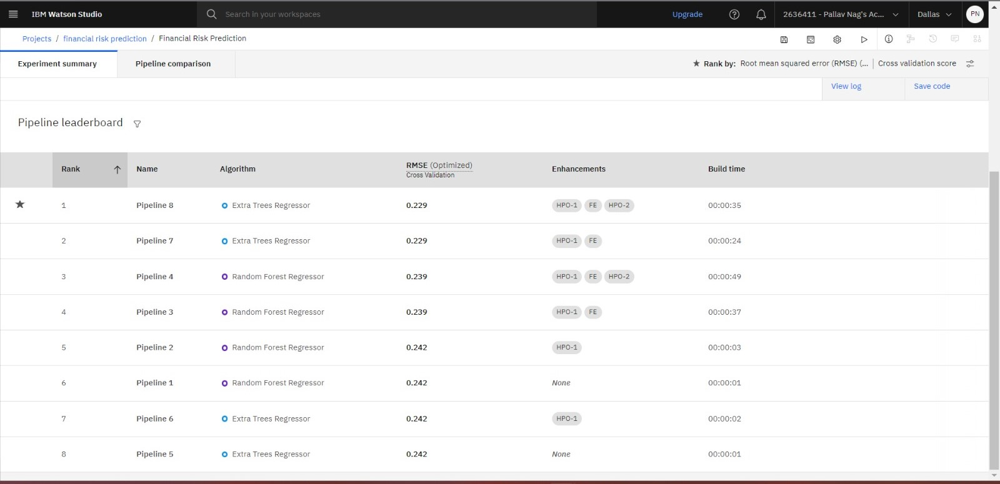 IBM Watson Studio
Search in your workspaces
Upgrade
2636411 - Pallav Nag's Ac...
Dallas
PN
Projects / financial risk prediction / Financial Risk Prediction
Experiment summary
Pipeline comparison
Rank by: Root mean squared error (RMSE) (... | Cross validation score
View log
Save code
Pipeline leaderboard
Rank Name Algorithm RMSE (Optimized) Enhancements Build time
Cross Validation
1 Pipeline 8 Extra Trees Regressor 0.229 HPO-1 FE HPO-2 00:00:35
2 Pipeline 7 Extra Trees Regressor 0.229 HPO-1 FE 00:00:24
3 Pipeline 4 Random Forest Regressor 0.239 HPO-1 FE HPO-2 00:00:49
4 Pipeline 3 Random Forest Regressor 0.239 HPO-1 FE 00:00:37
5 Pipeline 2 Random Forest Regressor 0.242 HPO-1 00:00:03
6 Pipeline 1 Random Forest Regressor 0.242 None 00:00:01
7 Pipeline 6 Extra Trees Regressor 0.242 HPO-1 00:00:02
8 Pipeline 5 Extra Trees Regressor 0.242 None 00:00:01